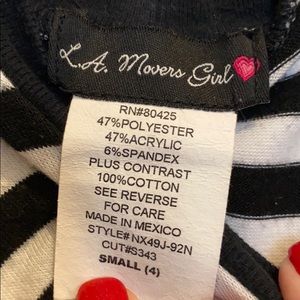 L.A. Movers Girl
RN#80425
47%POLYESTER
47%ACRYLIC
6%SPANDEX
PLUS CONTRAST
100%COTTON
SEE REVERSE
FOR CARE
MADE IN MEXICO
STYLE#NX49J-92N
CUT#S343
SMALL (4)